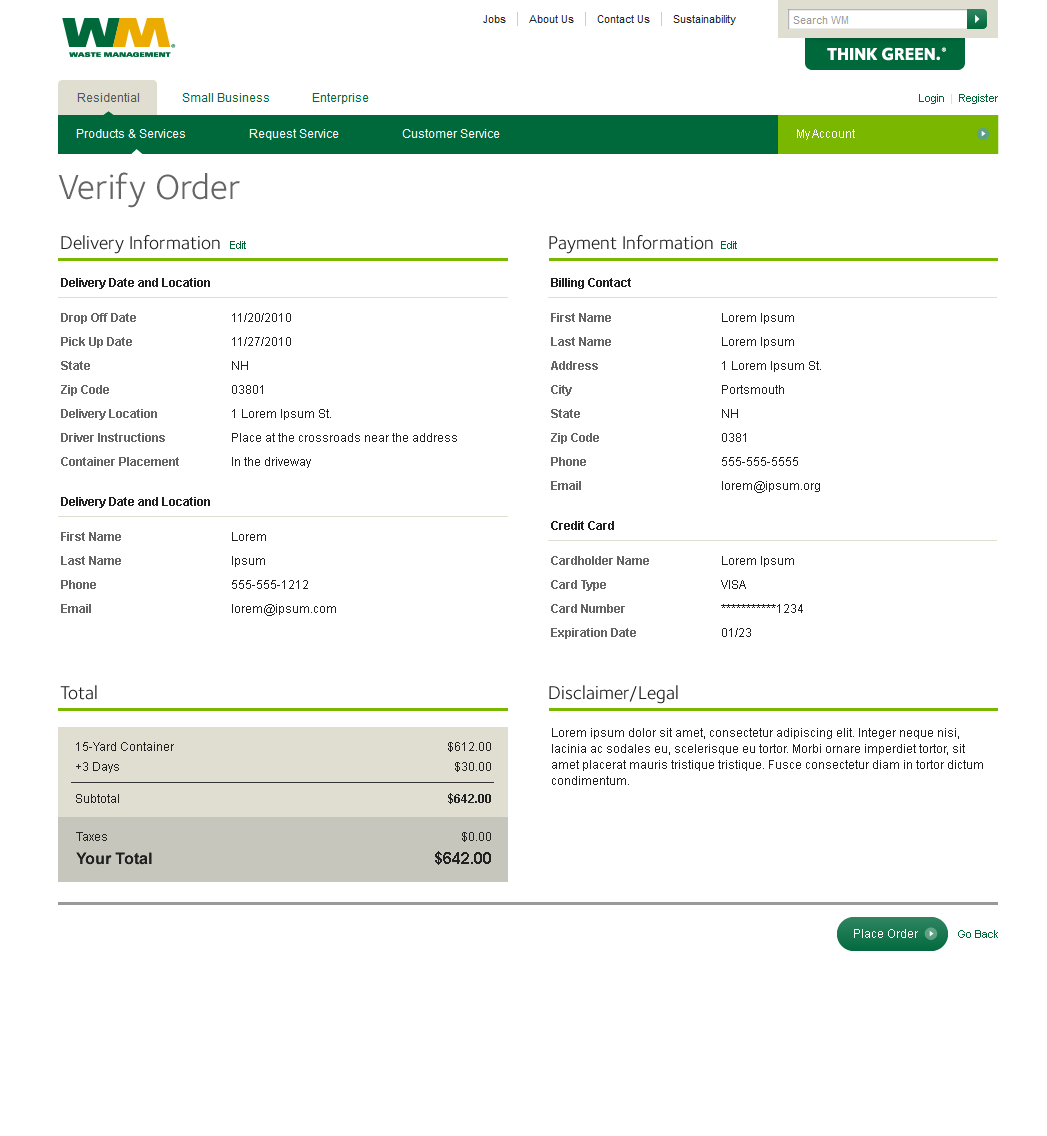 WM
WASTE MANAGEMENT
Jobs
About Us
Contact Us
Sustainability
Search WM
THINK GREEN.®
Residential
Small Business
Enterprise
Login
Register
Products & Services
Request Service
Customer Service
My Account
Verify Order
Delivery Information Edit
Delivery Date and Location
Drop Off Date 11/20/2010
Pick Up Date 11/27/2010
State NH
Zip Code 03801
Delivery Location 1 Lorem Ipsum St.
Driver Instructions Place at the crossroads near the address
Container Placement In the driveway
Delivery Date and Location
First Name Lorem
Last Name Ipsum
Phone 555-555-1212
Email lorem@ipsum.com
Payment Information Edit
Billing Contact
First Name Lorem Ipsum
Last Name Lorem Ipsum
Address 1 Lorem Ipsum St.
City Portsmouth
State NH
Zip Code 0381
Phone 555-555-5555
Email lorem@ipsum.org
Credit Card
Cardholder Name Lorem Ipsum
Card Type VISA
Card Number ***********1234
Expiration Date 01/23
Total
15-Yard Container $612.00
+3 Days $30.00
Subtotal $642.00
Taxes $0.00
Your Total $642.00
Disclaimer/Legal
Lorem ipsum dolor sit amet, consectetur adipiscing elit. Integer neque nisi,
lacinia ac sodales eu, scelerisque eu tortor. Morbi ornare imperdiet tortor, sit
amet placerat mauris tristique tristique. Fusce consectetur diam in tortor dictum
condimentum.
Place Order
Go Back